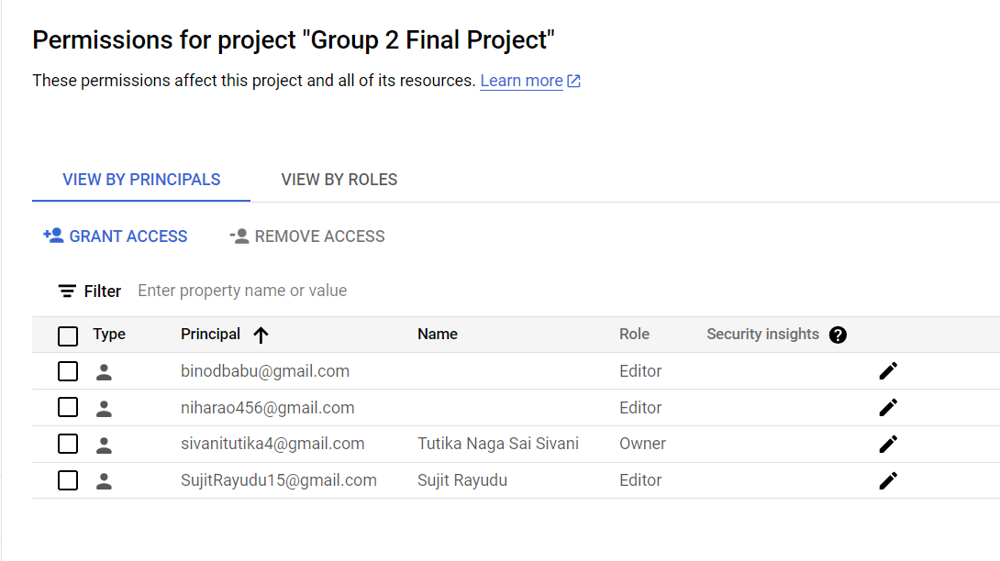 Permissions for project "Group 2 Final Project"
These permissions affect this project and all of its resources. Learn more
VIEW BY PRINCIPALS VIEW BY ROLES
GRANT ACCESS REMOVE ACCESS
Filter Enter property name or value
Type Principal Name Role Security insights
binodbabu@gmail.com Editor
niharao456@gmail.com Editor
sivanitutika4@gmail.com Tutika Naga Sai Sivani Owner
SujitRayudu15@gmail.com Sujit Rayudu Editor